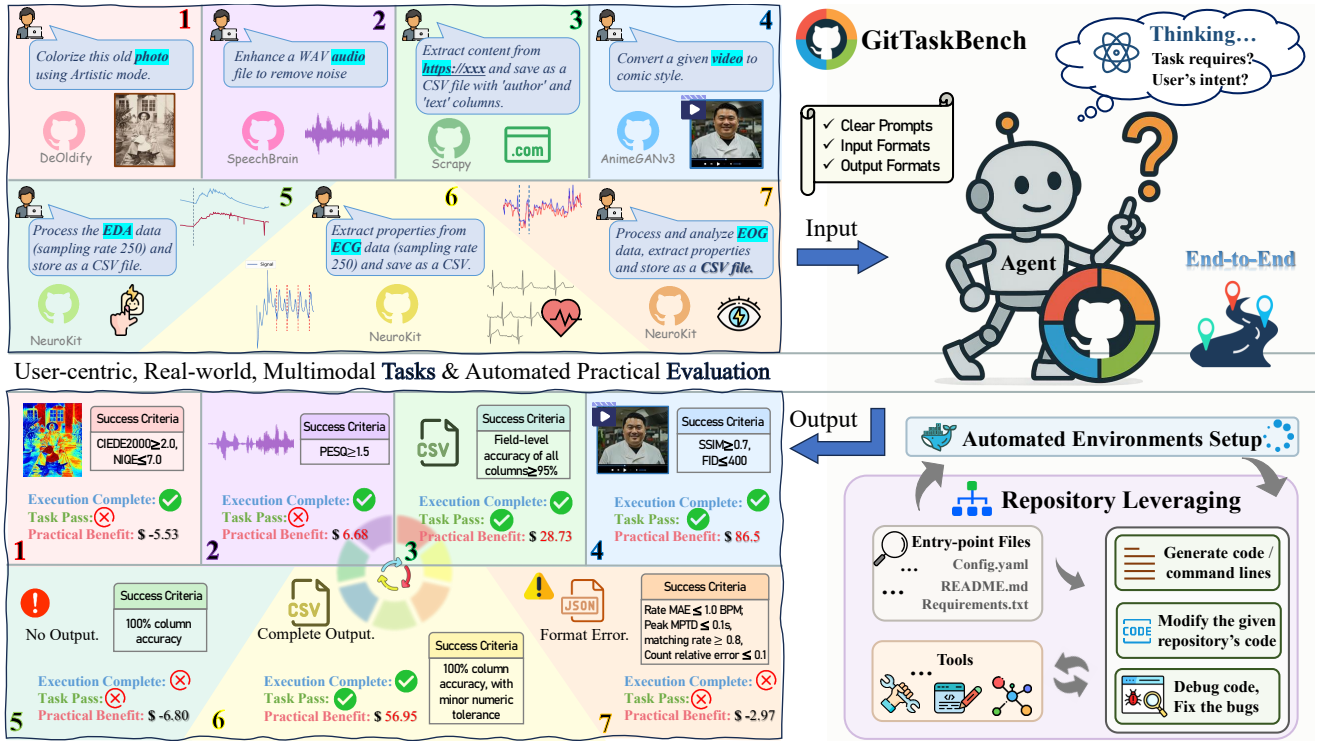 1
Colorize this old photo
using Artistic mode.
DeOldify
2
Enhance a WAV audio
file to remove noise
SpeechBrain
3
Extract content from
https://xxx and save as a
CSV file with 'author' and
'text' columns.
Scrapy
.com
4
Convert a given video to
comic style.
AnimeGANv3
5
Process the EDA data
(sampling rate 250) and
store as a CSV file.
NeuroKit
6
Signal
Extract properties from
ECG data (sampling rate
250) and save as a CSV.
NeuroKit
7
Process and analyze EOG
data, extract properties
and store as a CSV file.
NeuroKit
GitTaskBench
Thinking…
Task requires?
User's intent?
✓ Clear Prompts
✓ Input Formats
✓ Output Formats
Input
Agent
End-to-End
User-centric, Real-world, Multimodal Tasks & Automated Practical Evaluation
Success Criteria
CIEDE2000≥2.0,
NIQE≤7.0
Execution Complete:
Task Pass:
Practical Benefit: $ -5.53
1
Success Criteria
PESQ≥1.5
Execution Complete:
Task Pass:
Practical Benefit: $ 6.68
2
CSV
Success Criteria
Field-level
accuracy of all
columns≥95%
Execution Complete:
Task Pass:
Practical Benefit: $ 28.73
3
Success Criteria
SSIM≥0.7,
FID≤400
Execution Complete:
Task Pass:
Practical Benefit: $ 86.5
4
No Output.
Success Criteria
100% column
accuracy
Execution Complete:
Task Pass:
Practical Benefit: $ -6.80
5
CSV
Complete Output.
Success Criteria
100% column
accuracy, with
minor numeric
tolerance
Execution Complete:
Task Pass:
Practical Benefit: $ 56.95
6
JSON
Format Error.
Success Criteria
Rate MAE ≤ 1.0 BPM;
Peak MPTD ≤ 0.1s,
matching rate ≥ 0.8,
Count relative error ≤ 0.1
Execution Complete:
Task Pass:
Practical Benefit: $ -2.97
7
Output
Automated Environments Setup
Repository Leveraging
Entry-point Files
... Config.yaml
README.md
... Requirements.txt
Tools
...
Generate code /
command lines
CODE
Modify the given
repository's code
Debug code,
Fix the bugs